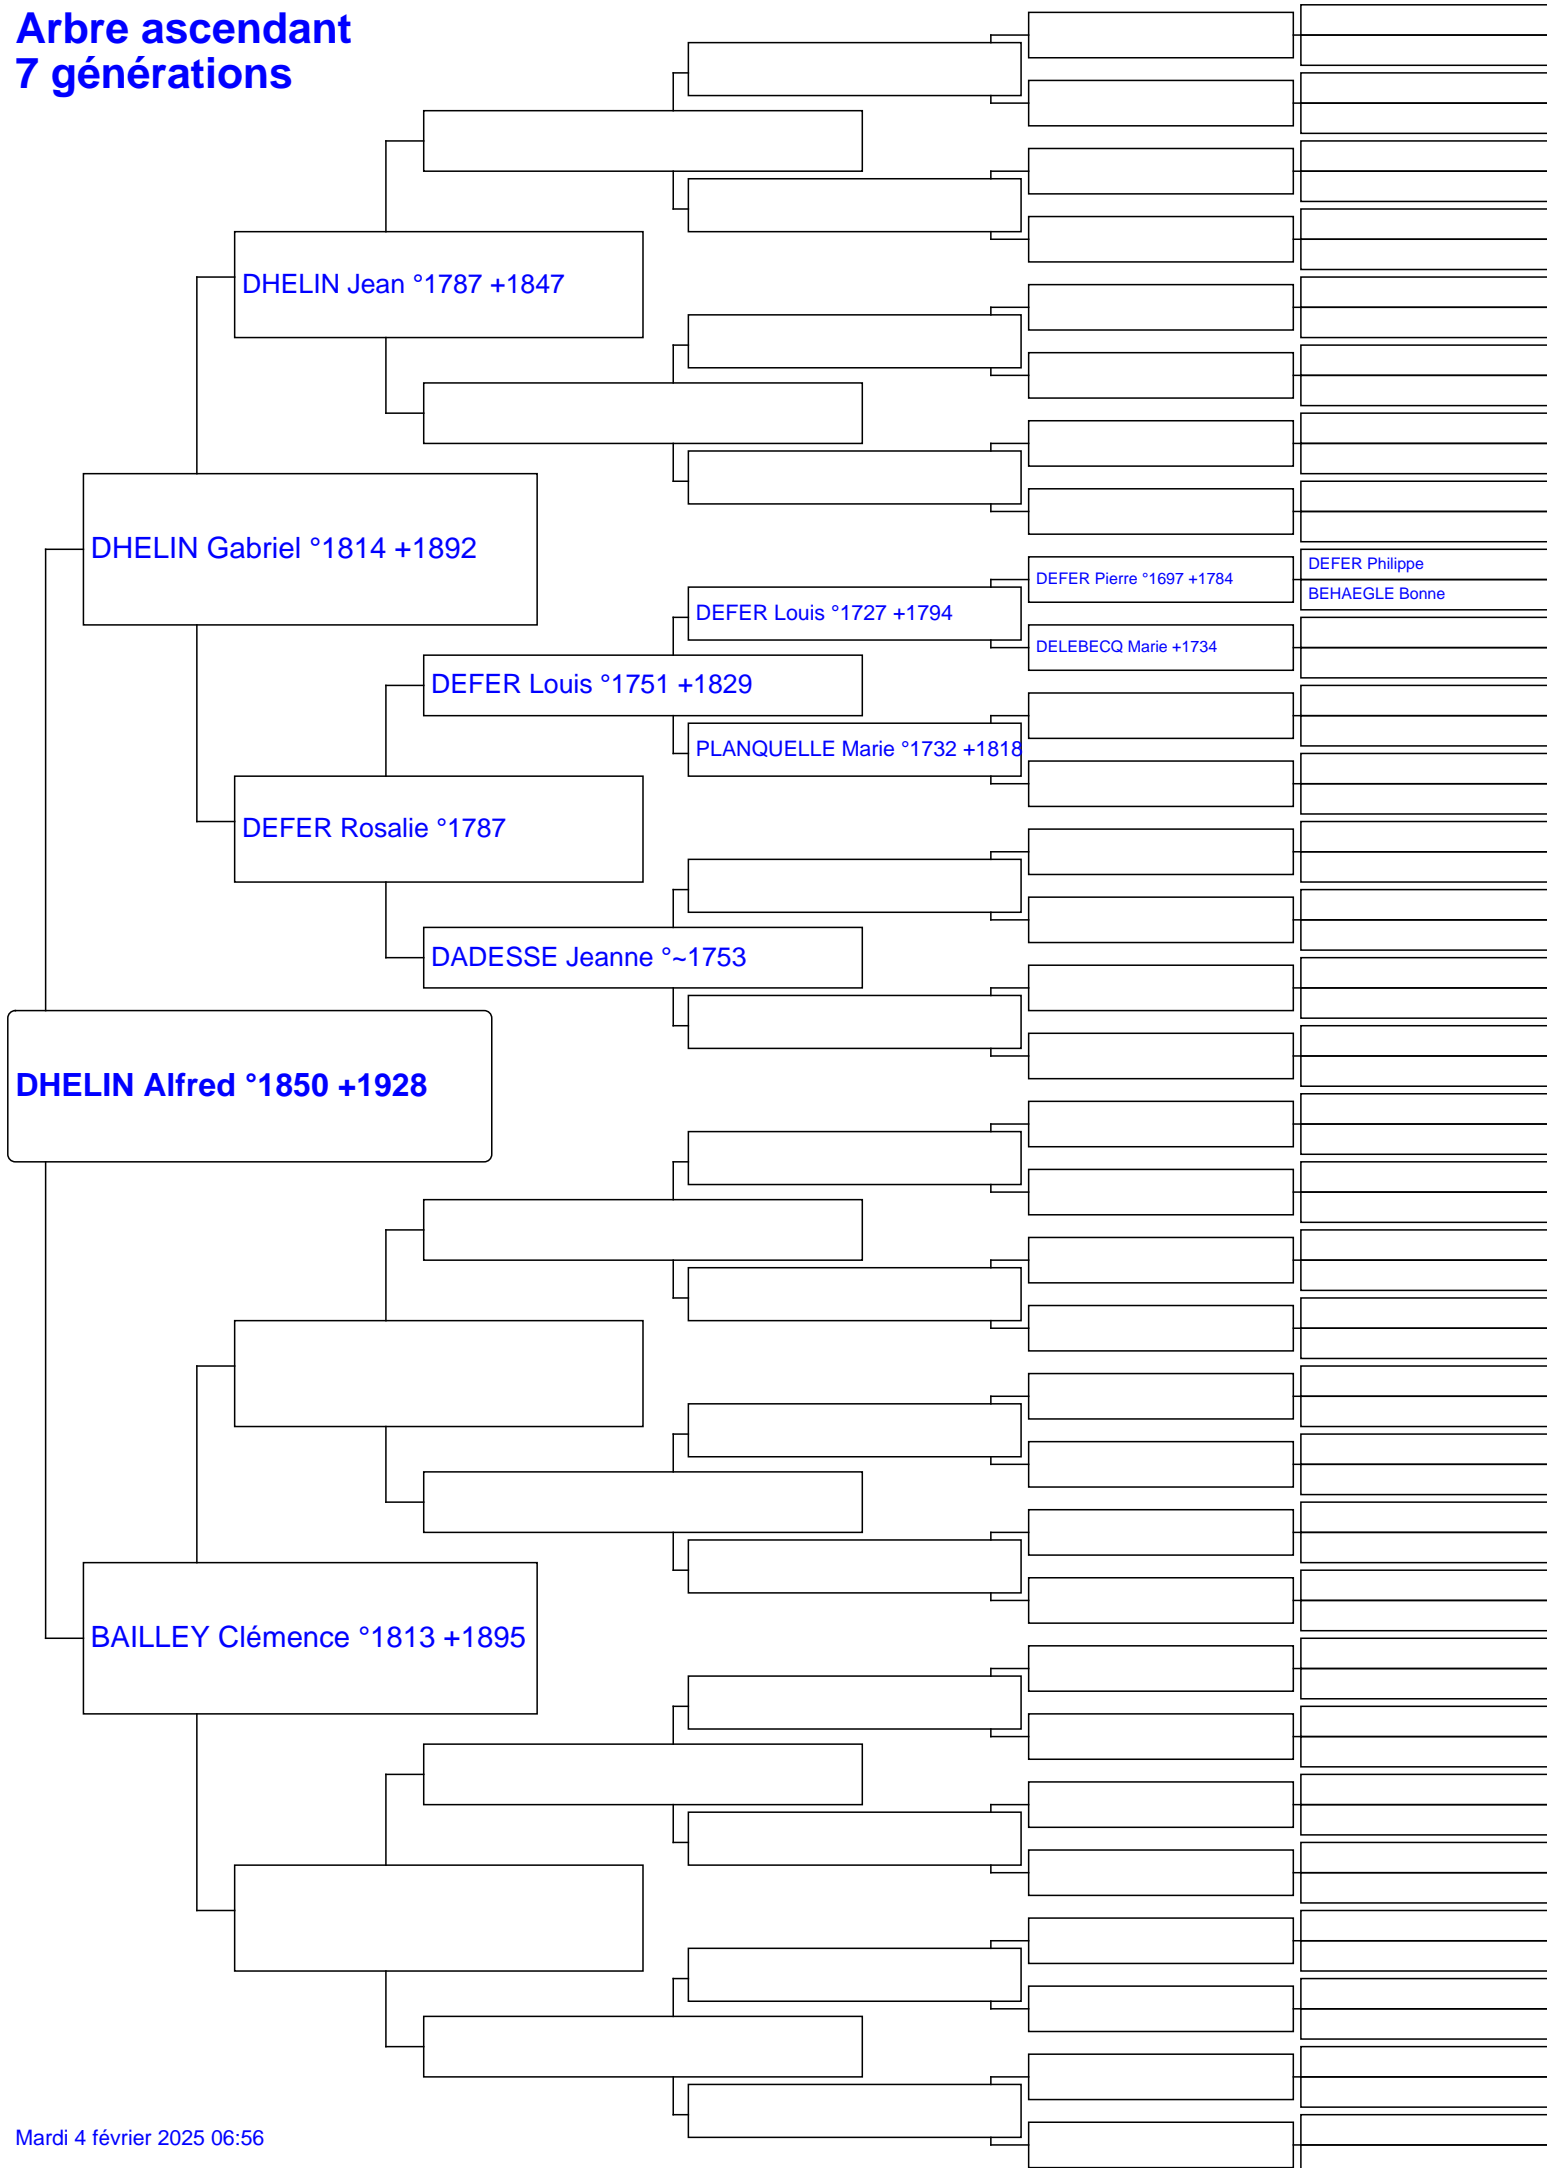 Arbre ascendant
7 générations
DHELIN Jean °1787 +1847
DHELIN Gabriel °1814 +1892
DEFER Philippe
DEFER Pierre °1697 +1784
BEHAEGLE Bonne
DEFER Louis °1727 +1794
DELEBECQ Marie +1734
DEFER Louis °1751 +1829
PLANQUELLE Marie °1732 +1818
DEFER Rosalie °1787
DADESSE Jeanne °~1753
DHELIN Alfred °1850 +1928
BAILLEY Clémence °1813 +1895
Mardi 4 février 2025 06:56